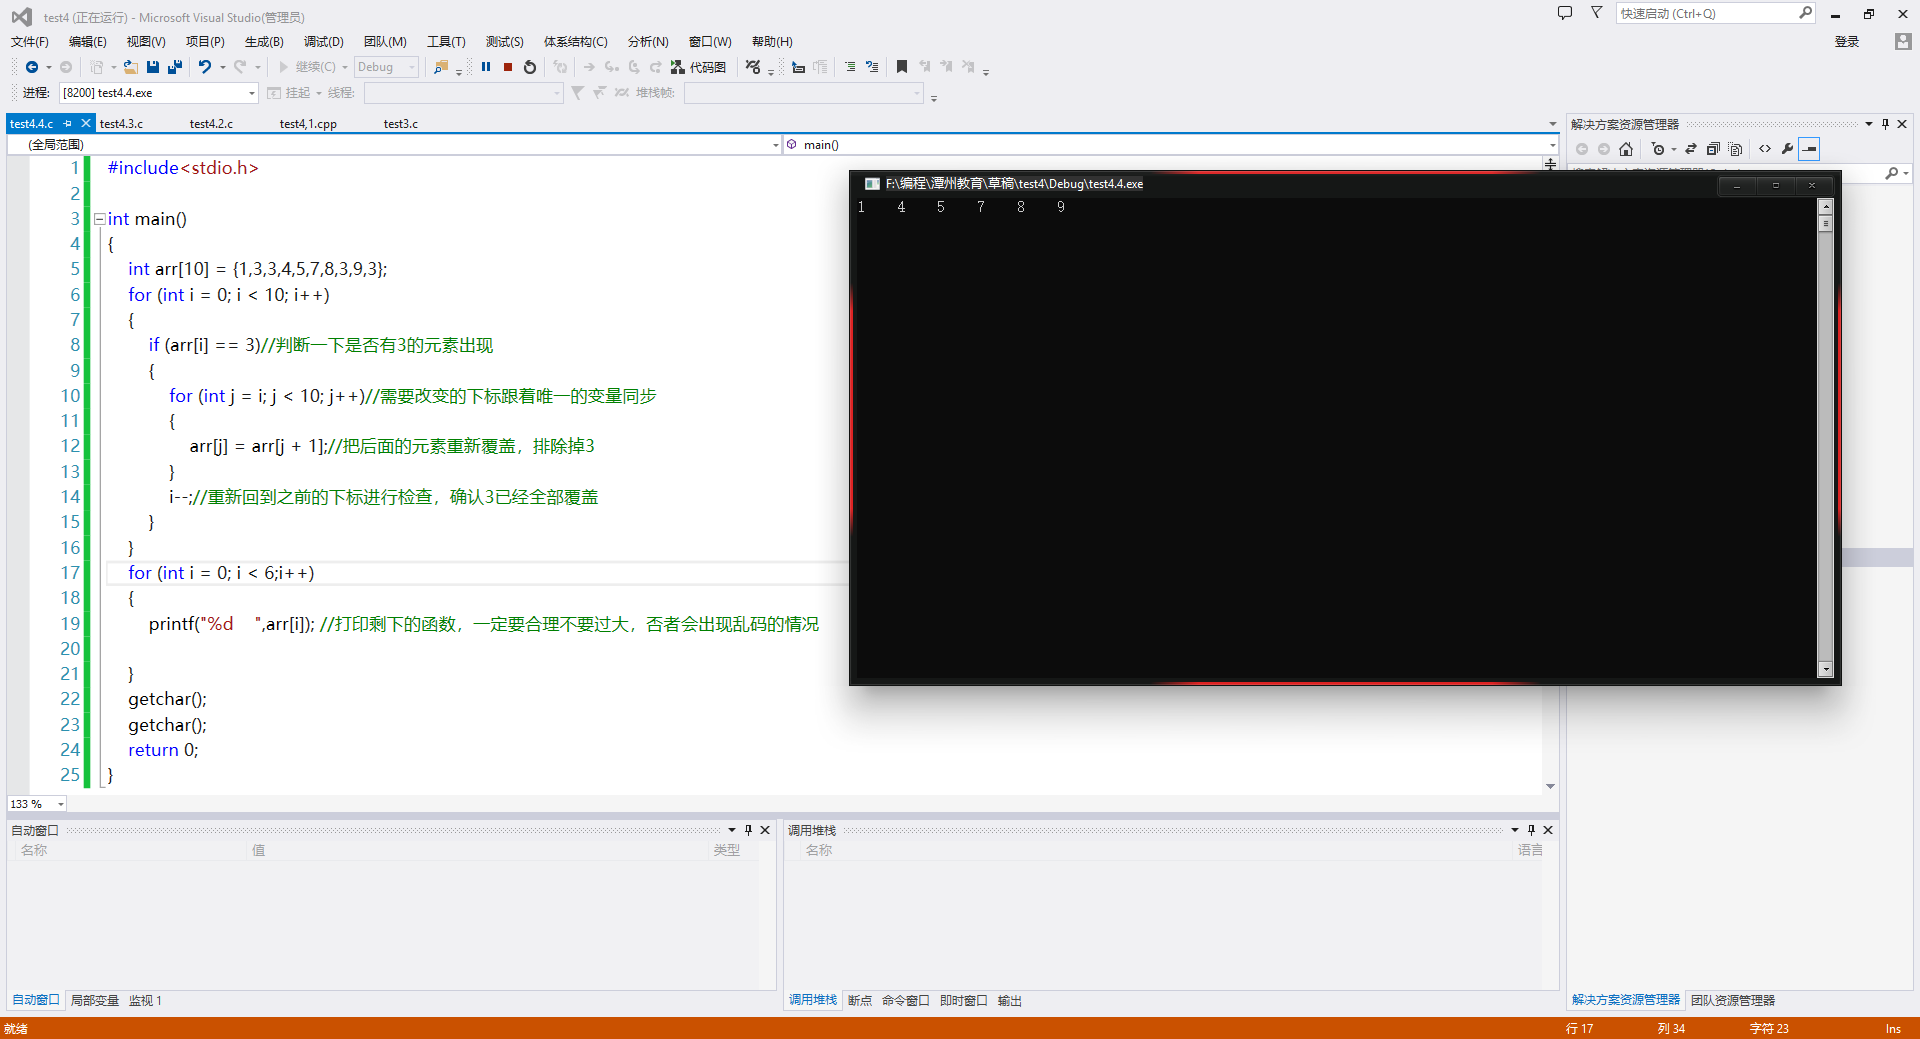 test4 (正在运行) - Microsoft Visual Studio(管理员)
快速启动 (Ctrl+Q)
文件(F) 编辑(E) 视图(V) 项目(P) 生成(B) 调试(D) 团队(M) 工具(T) 测试(S) 体系结构(C) 分析(N) 窗口(W) 帮助(H)
登录
继续(C) Debug 代码图
进程: [8200] test4.4.exe 挂起 线程: 堆栈帧:
test4.4.c test4.3.c test4.2.c test4,1.cpp test3.c
(全局范围) main()
解决方案资源管理器
1 #include<stdio.h>
2
3 int main()
4 {
5 int arr[10] = {1,3,3,4,5,7,8,3,9,3};
6 for (int i = 0; i < 10; i++)
7 {
8 if (arr[i] == 3)//判断一下是否有3的元素出现
9 {
10 for (int j = i; j < 10; j++)//需要改变的下标跟着唯一的变量同步
11 {
12 arr[j] = arr[j + 1];//把后面的元素重新覆盖，排除掉3
13 }
14 i--;//重新回到之前的下标进行检查，确认3已经全部覆盖
15 }
16 }
17 for (int i = 0; i < 6;i++)
18 {
19 printf("%d    ",arr[i]); //打印剩下的函数，一定要合理不要过大，否者会出现乱码的情况
20
21 }
22 getchar();
23 getchar();
24 return 0;
25 }
F:\编程\潭州教育\草稿\test4\Debug\test4.4.exe
1 4 5 7 8 9
133 %
自动窗口
名称 值 类型
调用堆栈
名称 语言
自动窗口 局部变量 监视 1
调用堆栈 断点 命令窗口 即时窗口 输出
解决方案资源管理器 团队资源管理器
就绪 行 17 列 34 字符 23 Ins